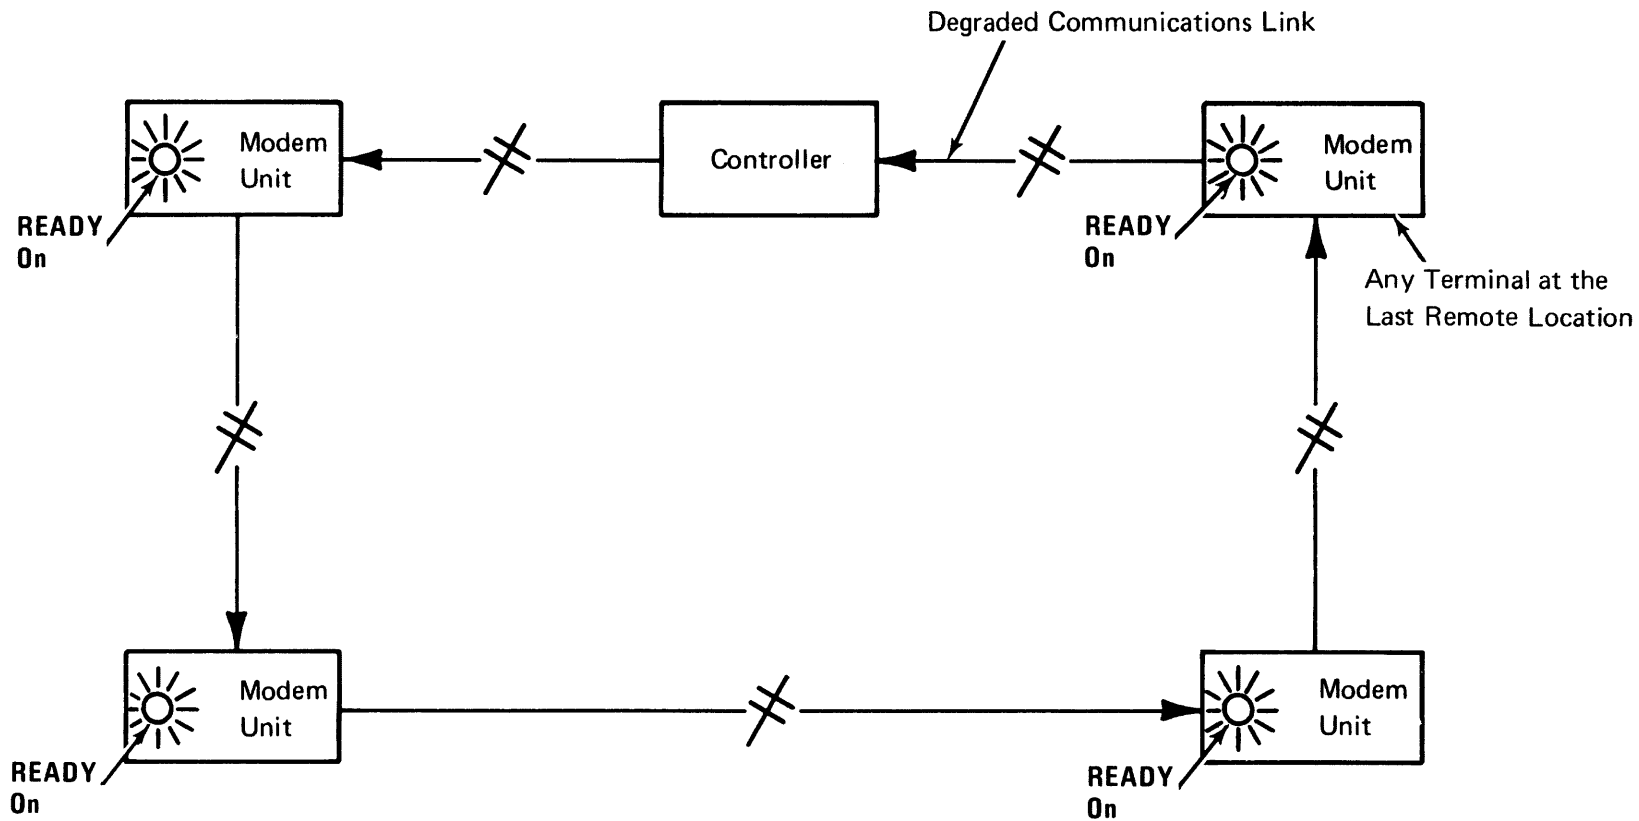 Degraded Communications Link
Modem
Unit
READY
On
Controller
Modem
Unit
READY
On
Any Terminal at the
Last Remote Location
Modem
Unit
READY
On
Modem
Unit
READY
On